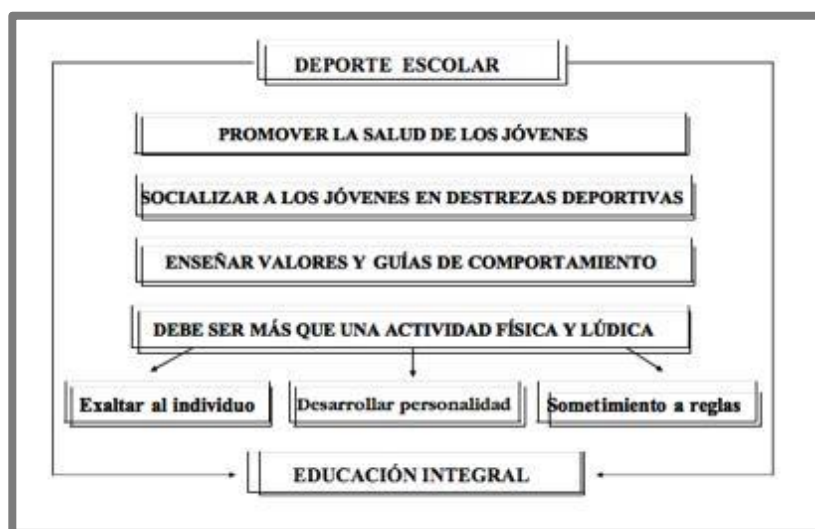 DEPORTE ESCOLAR
PROMOVER LA SALUD DE LOS JÓVENES
SOCIALIZAR A LOS JÓVENES EN DESTREZAS DEPORTIVAS
ENSEÑAR VALORES Y GUÍAS DE COMPORTAMIENTO
DEBE SER MÁS QUE UNA ACTIVIDAD FÍSICA Y LÚDICA
Exaltar al individuo
Desarrollar personalidad
Sometimiento a reglas
EDUCACIÓN INTEGRAL